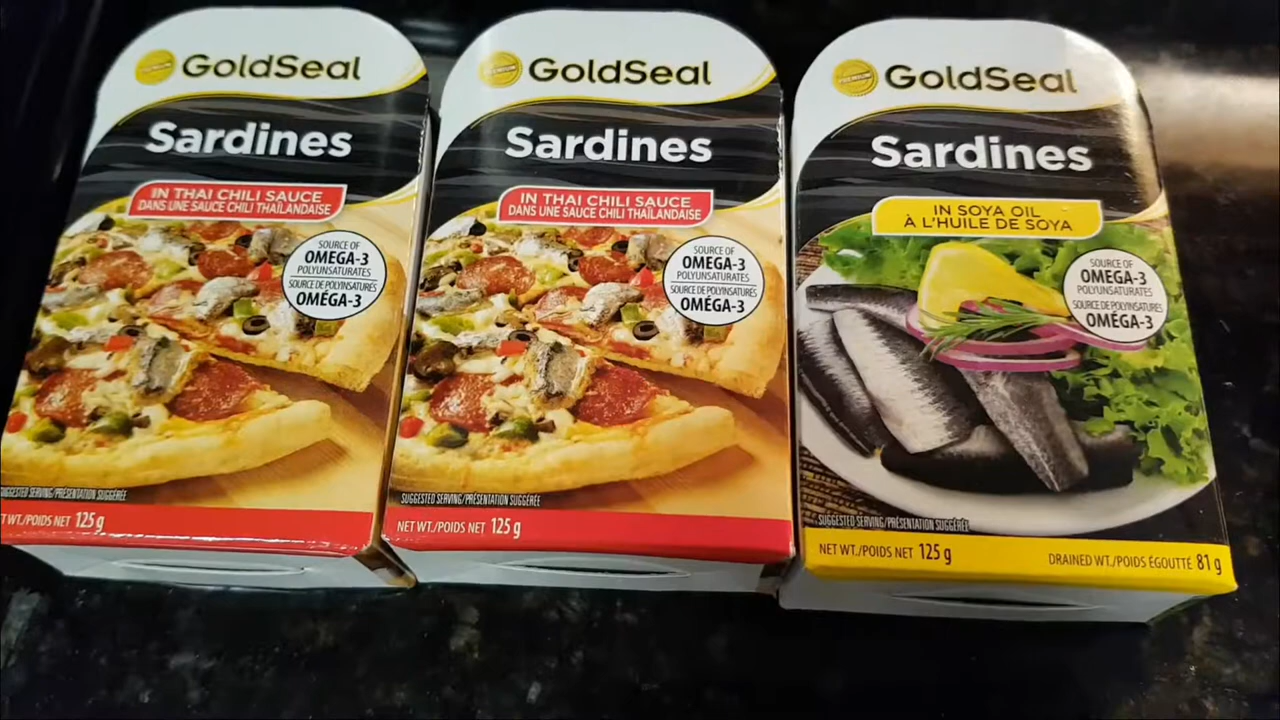 PREMIUM GoldSeal
Sardines
IN THAI CHILI SAUCE
DANS UNE SAUCE CHILI THAÏLANDAISE
SOURCE OF
OMEGA-3
POLYUNSATURATES
SOURCE DE POLYINSATURÉS
OMÉGA-3
SUGGESTED SERVING/PRÉSENTATION SUGGÉRÉE
T WT./POIDS NET 125 g
PREMIUM GoldSeal
Sardines
IN THAI CHILI SAUCE
DANS UNE SAUCE CHILI THAÏLANDAISE
SOURCE OF
OMEGA-3
POLYUNSATURATES
SOURCE DE POLYINSATURÉS
OMÉGA-3
SUGGESTED SERVING/PRÉSENTATION SUGGÉRÉE
NET WT./POIDS NET 125 g
PREMIUM GoldSeal
Sardines
IN SOYA OIL
À L'HUILE DE SOYA
SOURCE OF
OMEGA-3
POLYUNSATURATES
SOURCE DE POLYINSATURÉS
OMÉGA-3
SUGGESTED SERVING/PRÉSENTATION SUGGÉRÉE
NET WT./POIDS NET 125 g DRAINED WT./POIDS ÉGOUTTÉ 81 g